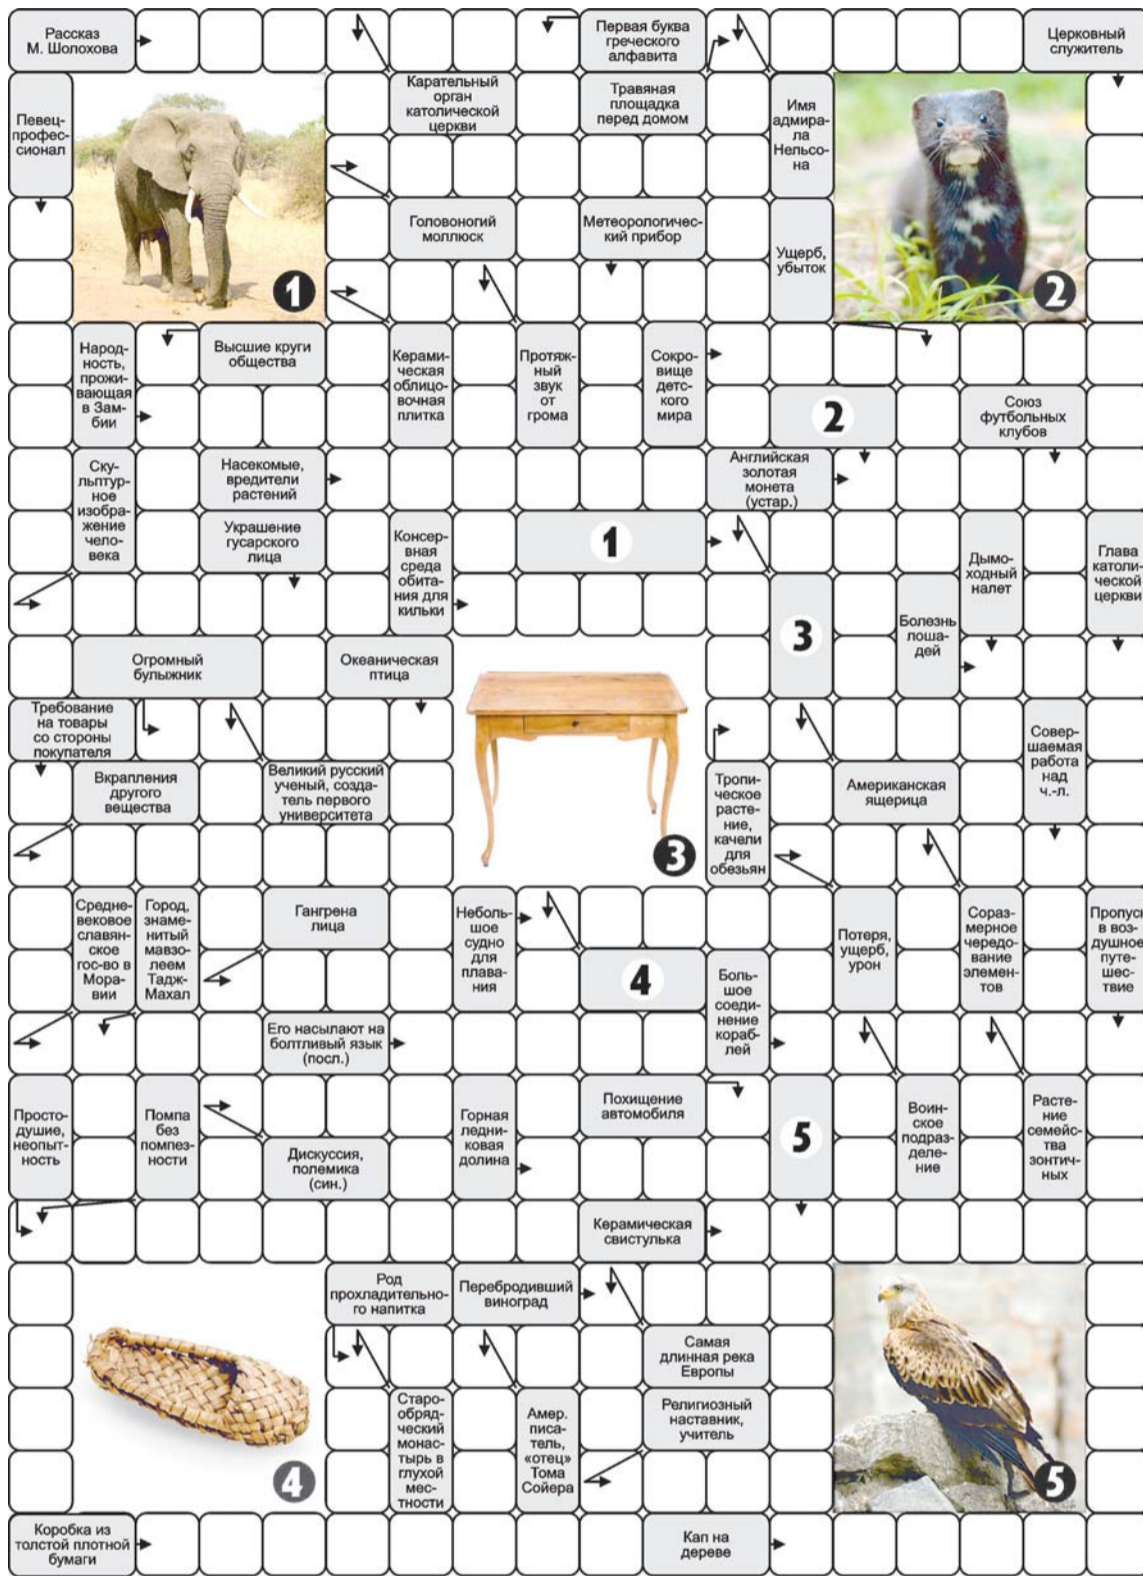 Рассказ
М. Шолохова
Первая буква
греческого
алфавита
Церковный
служитель
Певец-
профес-
сионал
Карательный
орган
католической
церкви
Травяная
площадка
перед домом
Имя
адмира-
ла
Нельсо-
на
Головоногий
моллюск
Метеорологичес-
кий прибор
Ущерб,
убыток
1
2
Народ-
ность,
прожи-
вающая
в Зам-
бии
Высшие круги
общества
Керами-
ческая
облицо-
вочная
плитка
Протяж-
ный
звук
от
грома
Сокро-
вище
детс-
кого
мира
2
Союз
футбольных
клубов
Ску-
льптур-
ное
изобра-
жение
чело-
века
Насекомые,
вредители
растений
Английская
золотая
монета
(устар.)
Украшение
гусарского
лица
Консер-
вная
среда
обита-
ния для
кильки
1
Дымо-
ходный
налет
Глава
католи-
ческой
церкви
3
Болезнь
лоша-
дей
Огромный
булыжник
Океаническая
птица
Требование
на товары
со стороны
покупателя
Совер-
шаемая
работа
над
ч.-л.
Вкрапления
другого
вещества
Великий русский
ученый, созда-
тель первого
университета
Тропи-
ческое
расте-
ние,
качели
для
обезьян
Американская
ящерица
3
Средне-
вековое
славян-
ское
гос-во в
Мора-
вии
Город,
знаме-
нитый
мавзо-
леем
Тадж-
Махал
Гангрена
лица
Неболь-
шое
судно
для
плава-
ния
4
Боль-
шое
соеди-
нение
кораб-
лей
Потеря,
ущерб,
урон
Сораз-
мерное
чередо-
вание
элемен-
тов
Пропуск
в воз-
душное
путе-
шес-
твие
Его насылают на
болтливый язык
(посл.)
Просто-
душие,
неопыт-
ность
Помпа
без
помпез-
ности
Дискуссия,
полемика
(син.)
Горная
ледни-
ковая
долина
Похищение
автомобиля
5
Воин-
ское
подраз-
деле-
ние
Расте-
ние
семейс-
тва
зонтич-
ных
Керамическая
свистулька
Род
прохладительно-
го напитка
Перебродивший
виноград
Самая
длинная река
Европы
Старо-
обряд-
ческий
монас-
тырь в
глухой
мес-
тности
Амер.
писа-
тель,
«отец»
Тома
Сойера
Религиозный
наставник,
учитель
4
5
Коробка из
толстой плотной
бумаги
Кап на
дереве